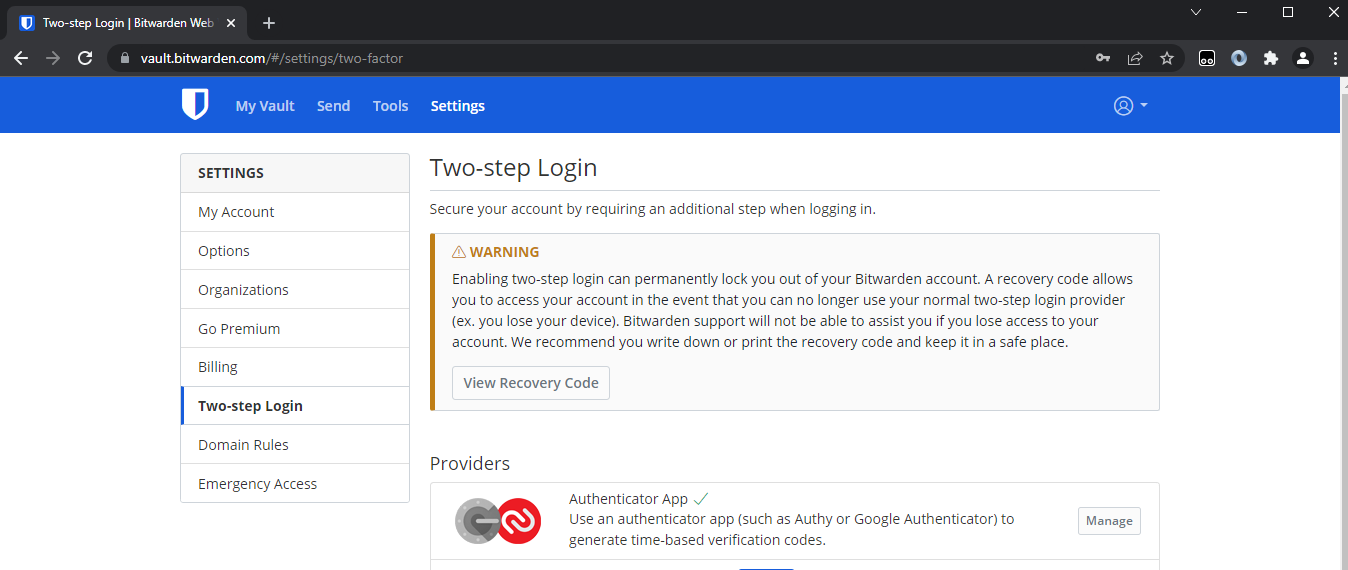 Two-step Login | Bitwarden Web
vault.bitwarden.com/#/settings/two-factor
My Vault
Send
Tools
Settings
SETTINGS
My Account
Options
Organizations
Go Premium
Billing
Two-step Login
Domain Rules
Emergency Access
Two-step Login
Secure your account by requiring an additional step when logging in.
WARNING
Enabling two-step login can permanently lock you out of your Bitwarden account. A recovery code allows
you to access your account in the event that you can no longer use your normal two-step login provider
(ex. you lose your device). Bitwarden support will not be able to assist you if you lose access to your
account. We recommend you write down or print the recovery code and keep it in a safe place.
View Recovery Code
Providers
Authenticator App
Use an authenticator app (such as Authy or Google Authenticator) to
generate time-based verification codes.
Manage